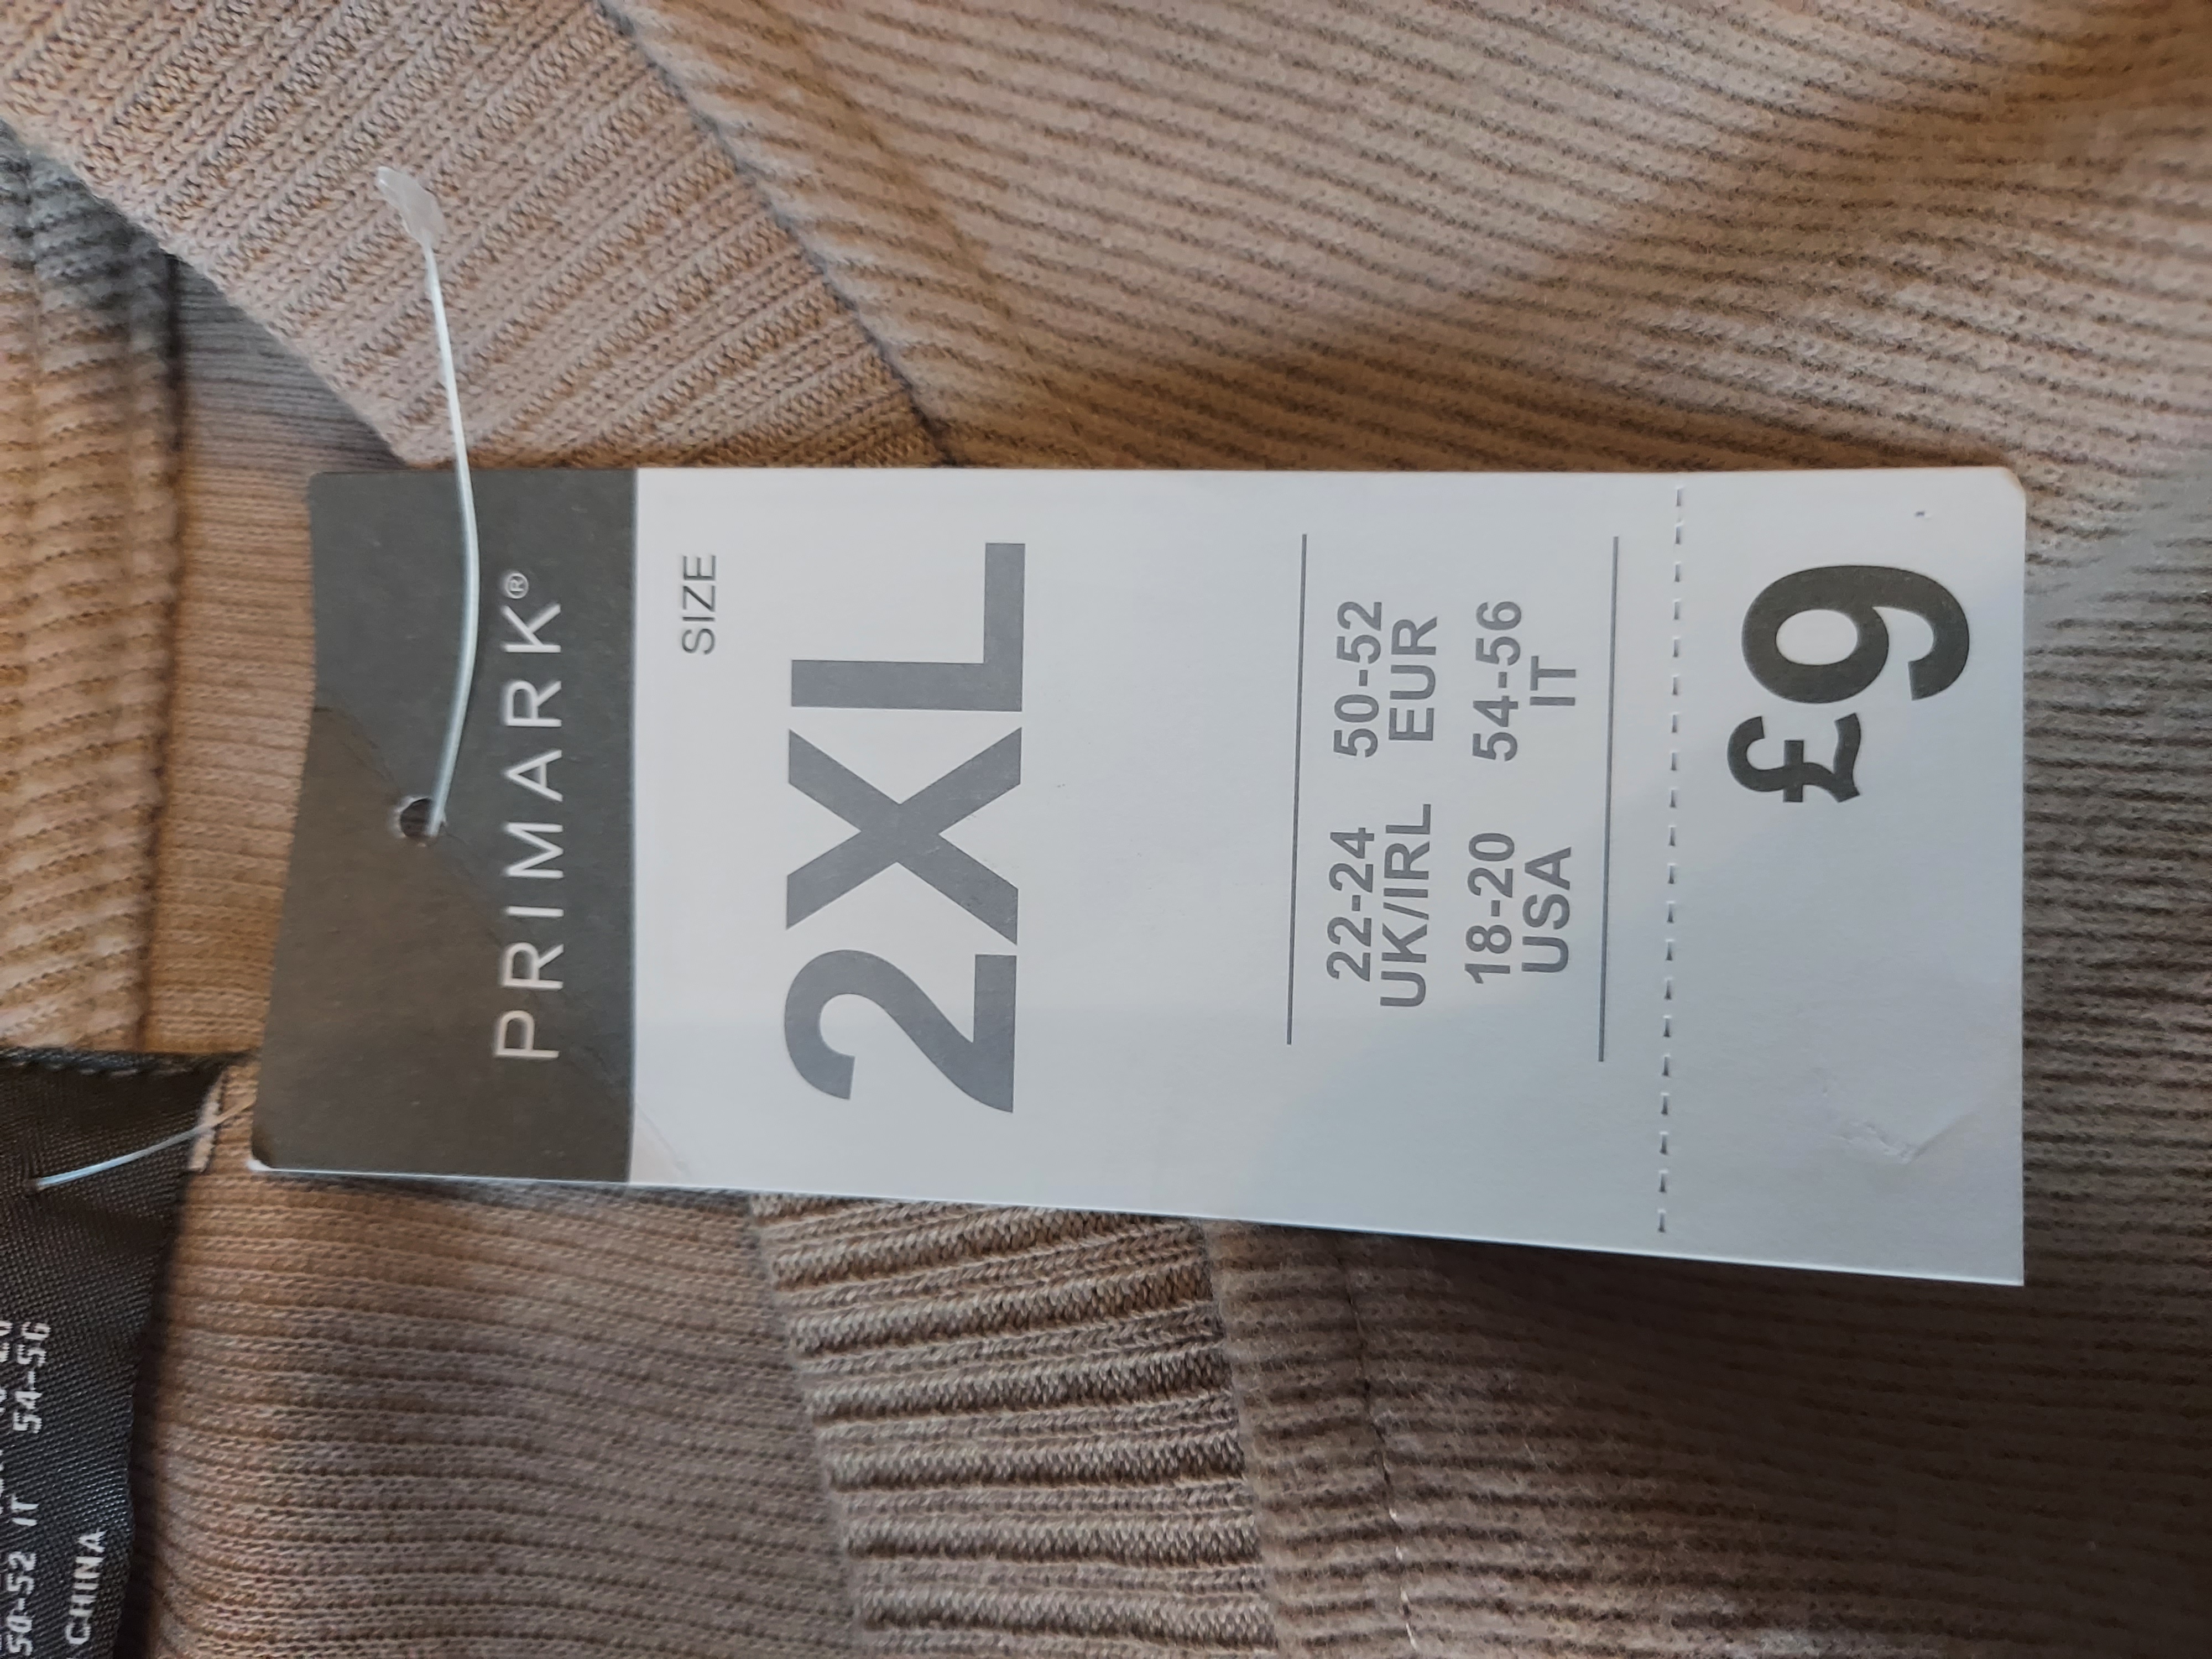 PRIMARK®
SIZE
2XL
22-24 50-52
UK/IRL EUR
18-20 54-56
USA IT
£9
50-52 IT 54-56
CHINA